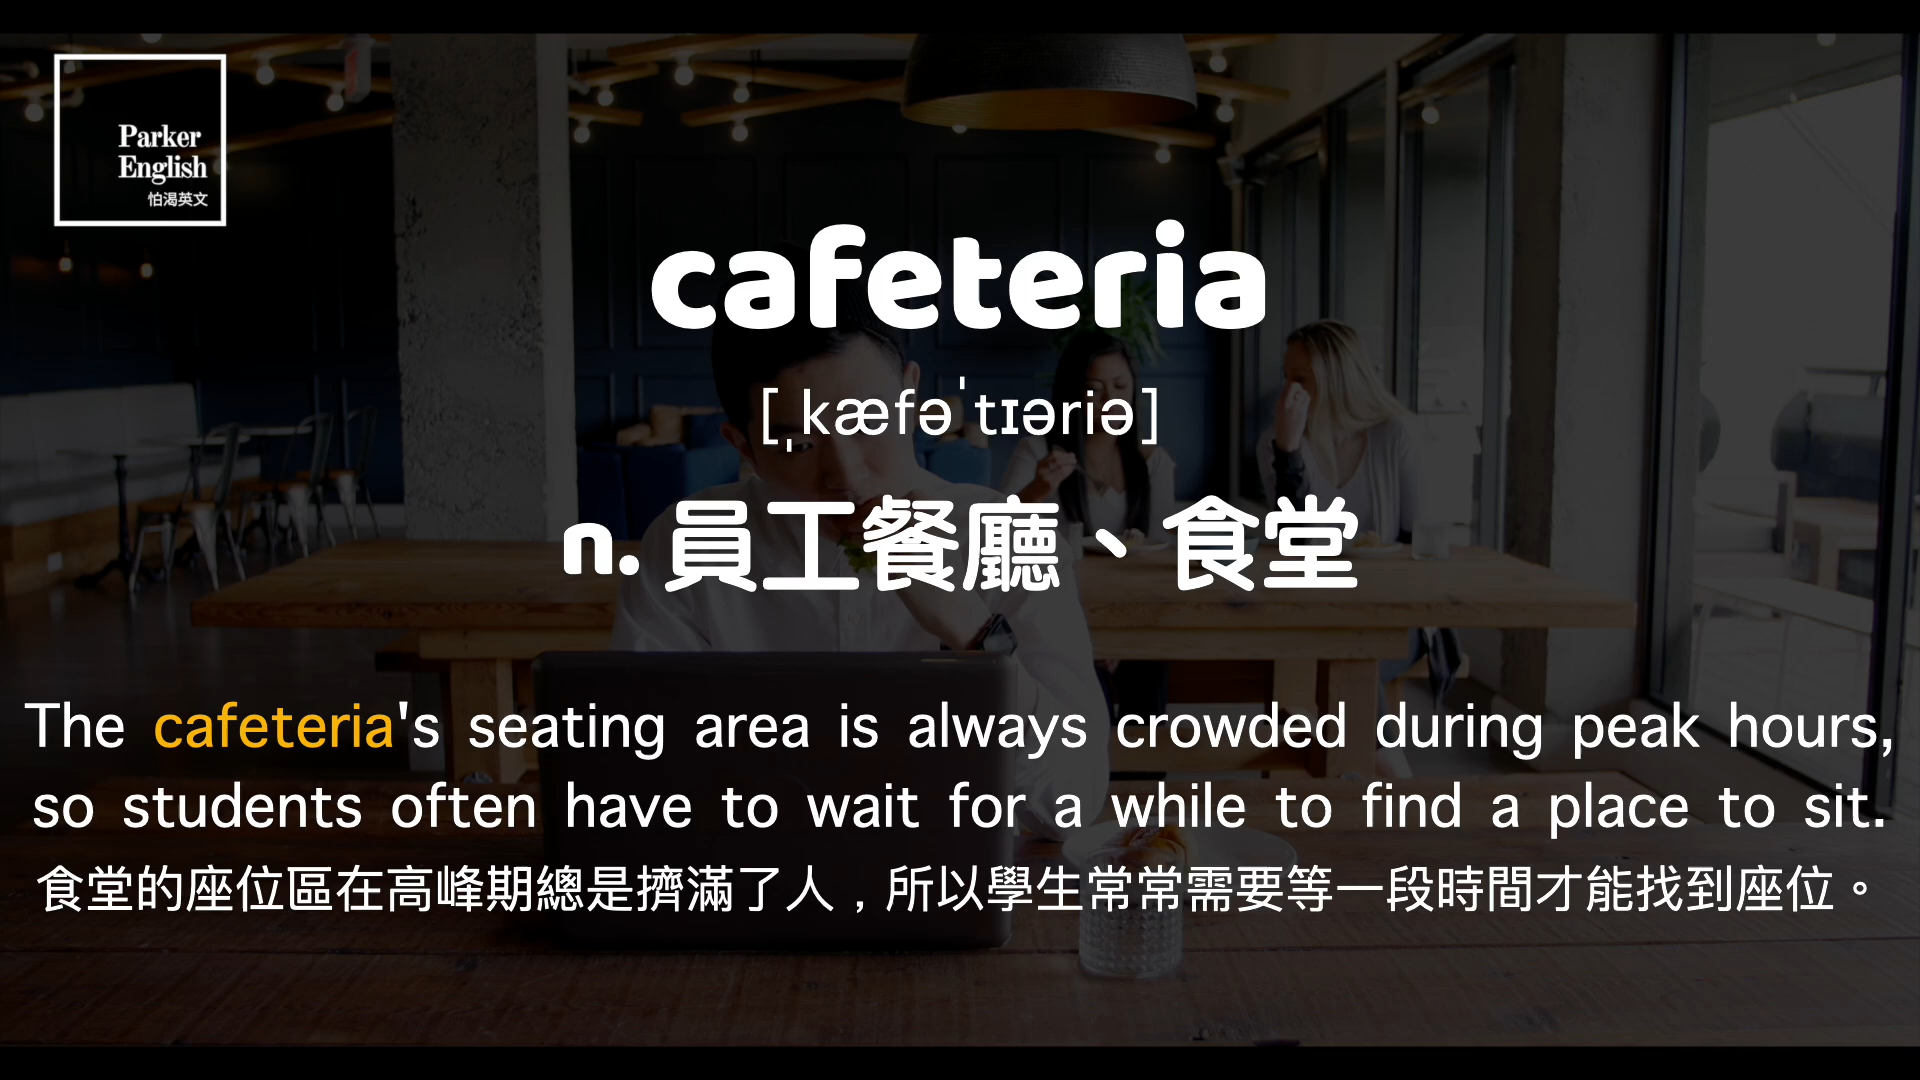 Parker
English
怕渴英文
cafeteria
[ˌkæfəˈtɪəriə]
n. 員工餐廳、食堂
The cafeteria's seating area is always crowded during peak hours,
so students often have to wait for a while to find a place to sit.
食堂的座位區在高峰期總是擠滿了人，所以學生常常需要等一段時間才能找到座位。